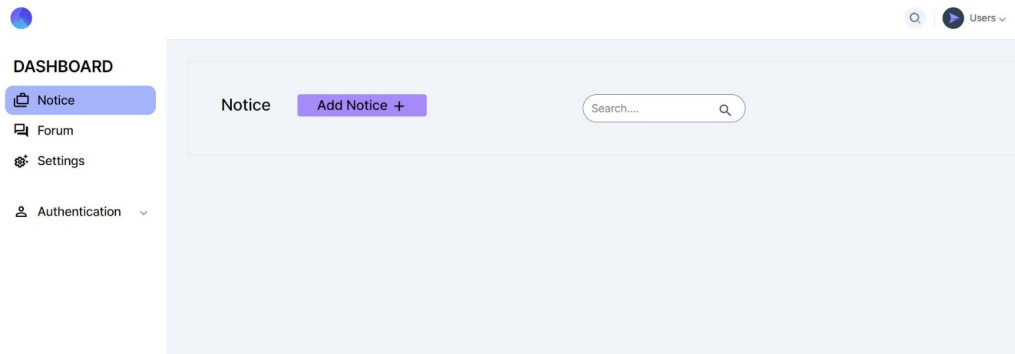 Users
DASHBOARD
Notice
Forum
Settings
Authentication
Notice
Add Notice +
Search....